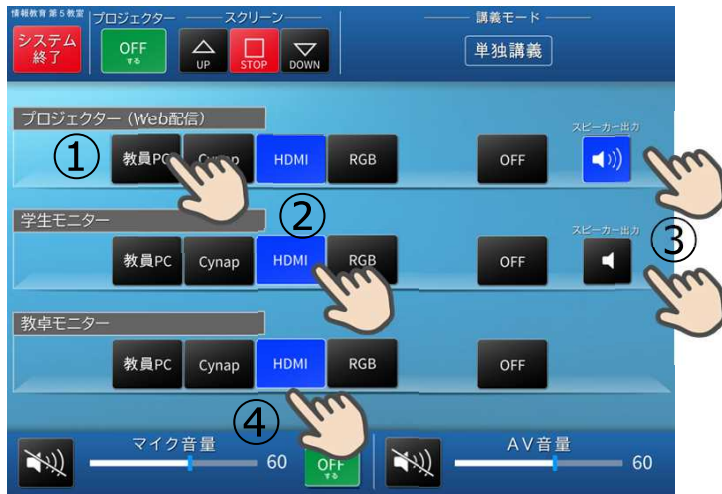 情報教育 第５教室
システム
終了
プロジェクター
OFF
する
スクリーン
UP
STOP
DOWN
講義モード
単独講義
プロジェクター (Web配信)
①
教員PC
Cynap
HDMI
RGB
OFF
スピーカー出力
学生モニター
②
教員PC
Cynap
HDMI
RGB
OFF
スピーカー出力
③
教卓モニター
教員PC
Cynap
HDMI
RGB
OFF
④
マイク音量
60
OFF
する
AV音量
60